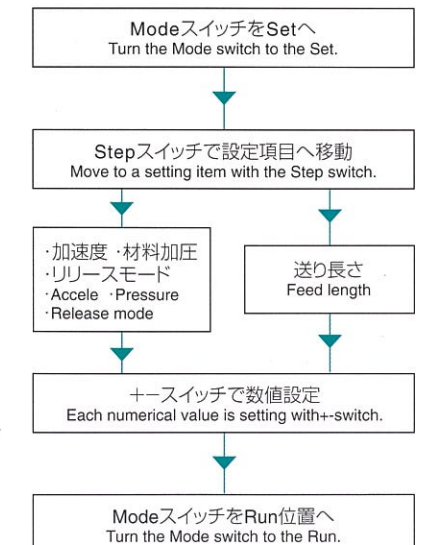 ModeスイッチをSetへ
Turn the Mode switch to the Set.
Stepスイッチで設定項目へ移動
Move to a setting item with the Step switch.
･加速度 ･材料加圧
･リリースモード
･Accele ･Pressure
･Release mode
送り長さ
Feed length
＋−スイッチで数値設定
Each numerical value is setting with+-switch.
ModeスイッチをRun位置へ
Turn the Mode switch to the Run.